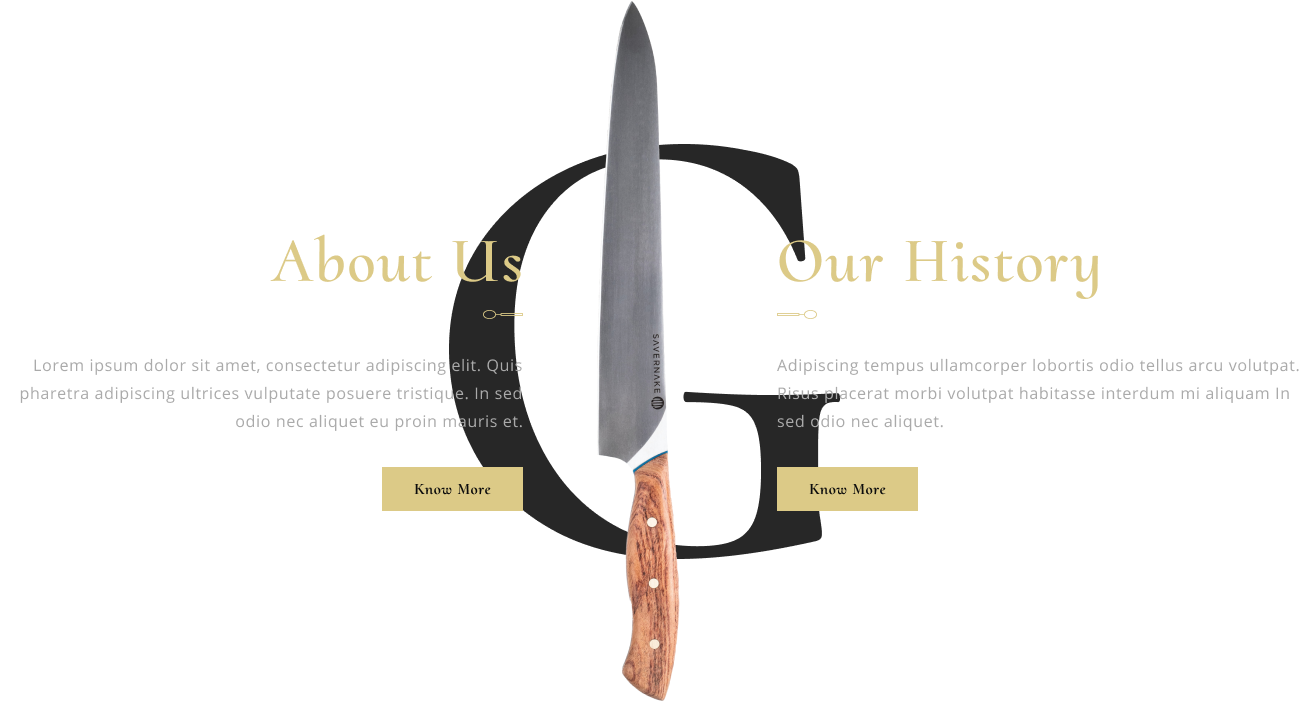 About Us
Lorem ipsum dolor sit amet, consectetur adipiscing elit. Quis
pharetra adipiscing ultrices vulputate posuere tristique. In sed
odio nec aliquet eu proin mauris et.
Know More
G
SAVERNAKE
Our History
Adipiscing tempus ullamcorper lobortis odio tellus arcu volutpat.
Risus placerat morbi volutpat habitasse interdum mi aliquam In
sed odio nec aliquet.
Know More